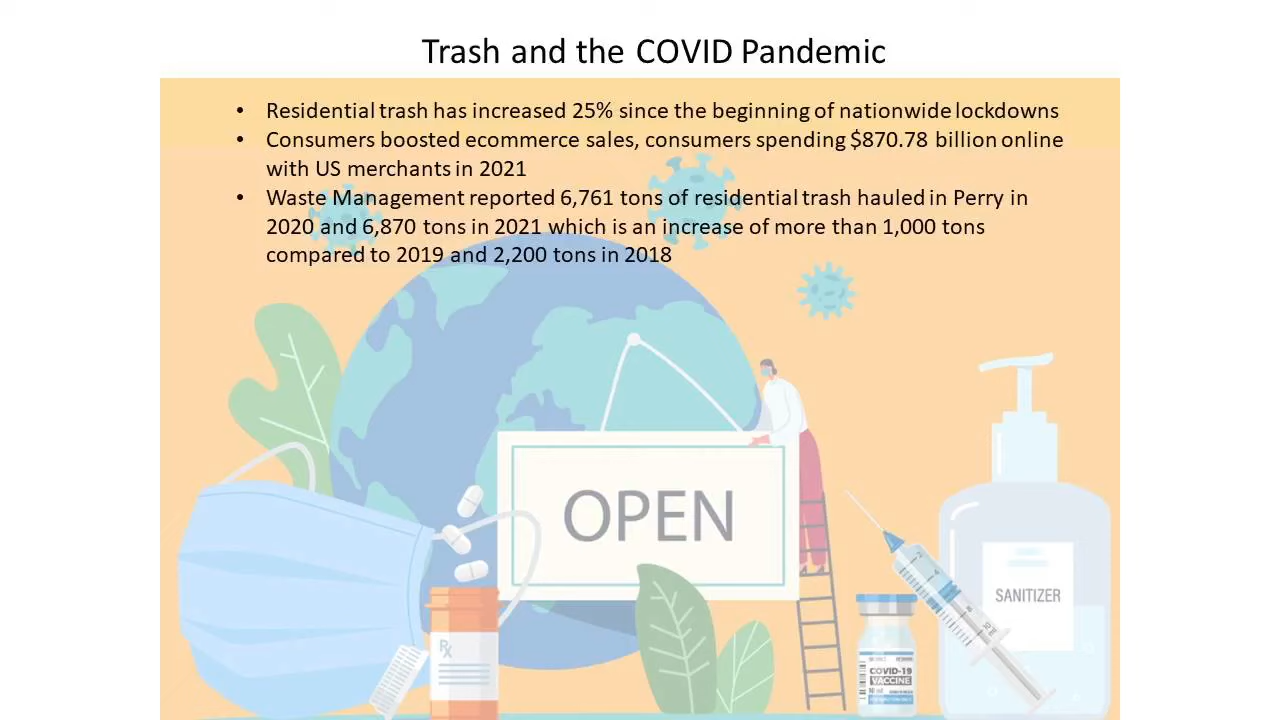 Trash and the COVID Pandemic
• Residential trash has increased 25% since the beginning of nationwide lockdowns
• Consumers boosted ecommerce sales, consumers spending $870.78 billion online
with US merchants in 2021
• Waste Management reported 6,761 tons of residential trash hauled in Perry in
2020 and 6,870 tons in 2021 which is an increase of more than 1,000 tons
compared to 2019 and 2,200 tons in 2018
OPEN
SANITIZER
Rx
COVID-19
VACCINE
10 ml